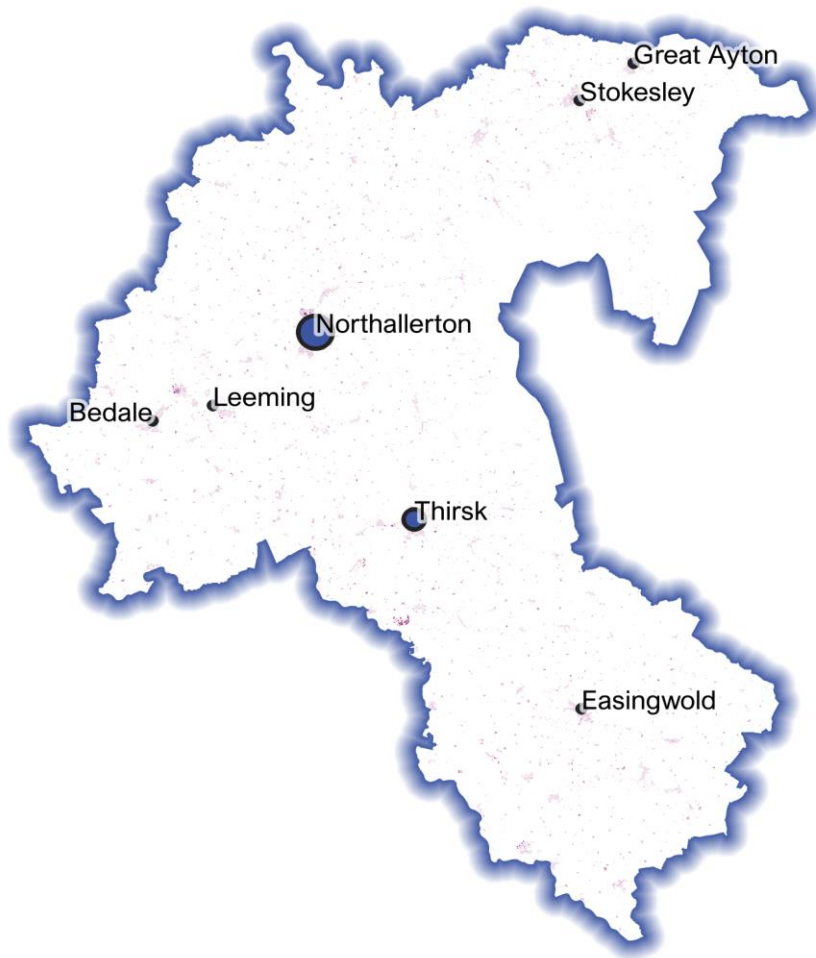 Great Ayton
Stokesley
Northallerton
Leeming
Bedale
Thirsk
Easingwold